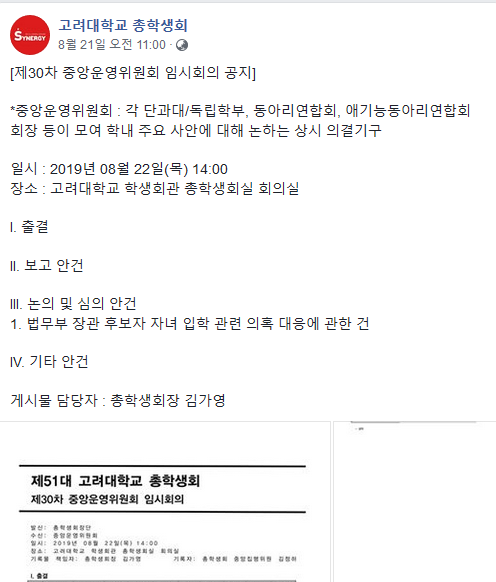 SYNERGY
고려대학교 총학생회
8월 21일 오전 11:00 ·
[제30차 중앙운영위원회 임시회의 공지]
*중앙운영위원회 : 각 단과대/독립학부, 동아리연합회, 애기능동아리연합회
회장 등이 모여 학내 주요 사안에 대해 논하는 상시 의결기구
일시 : 2019년 08월 22일(목) 14:00
장소 : 고려대학교 학생회관 총학생회실 회의실
I. 출결
II. 보고 안건
III. 논의 및 심의 안건
1. 법무부 장관 후보자 자녀 입학 관련 의혹 대응에 관한 건
IV. 기타 안건
게시물 담당자 : 총학생회장 김가영
제51대 고려대학교 총학생회
제30차 중앙운영위원회 임시회의
발신: 총학생회장단
수신: 중앙운영위원회
일시: 2019년 08월 22일(목) 14:00
장소: 고려대학교 학생회관 총학생회실 회의실
기록물 책임자: 총학생회장 김가영 기록자: 총학생회 중앙집행위원 김정아
I. 출결